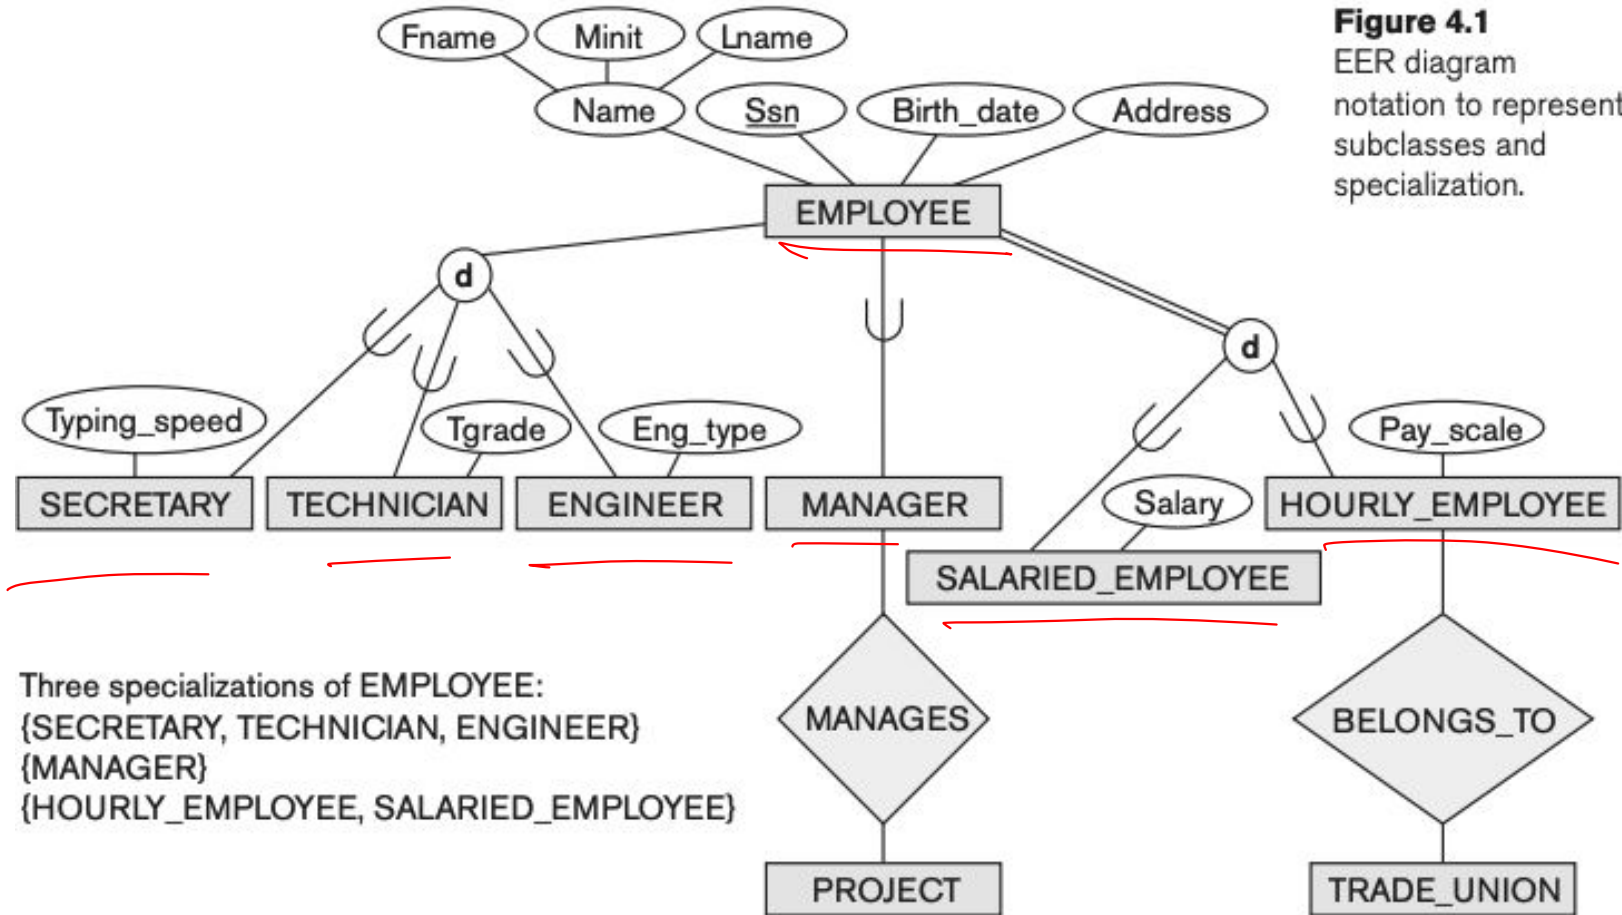 Figure 4.1
EER diagram
notation to represent
subclasses and
specialization.
Fname
Minit
Lname
Name
Ssn
Birth_date
Address
EMPLOYEE
d
d
Typing_speed
Tgrade
Eng_type
Pay_scale
SECRETARY
TECHNICIAN
ENGINEER
MANAGER
Salary
HOURLY_EMPLOYEE
SALARIED_EMPLOYEE
Three specializations of EMPLOYEE:
{SECRETARY, TECHNICIAN, ENGINEER}
{MANAGER}
{HOURLY_EMPLOYEE, SALARIED_EMPLOYEE}
MANAGES
BELONGS_TO
PROJECT
TRADE_UNION